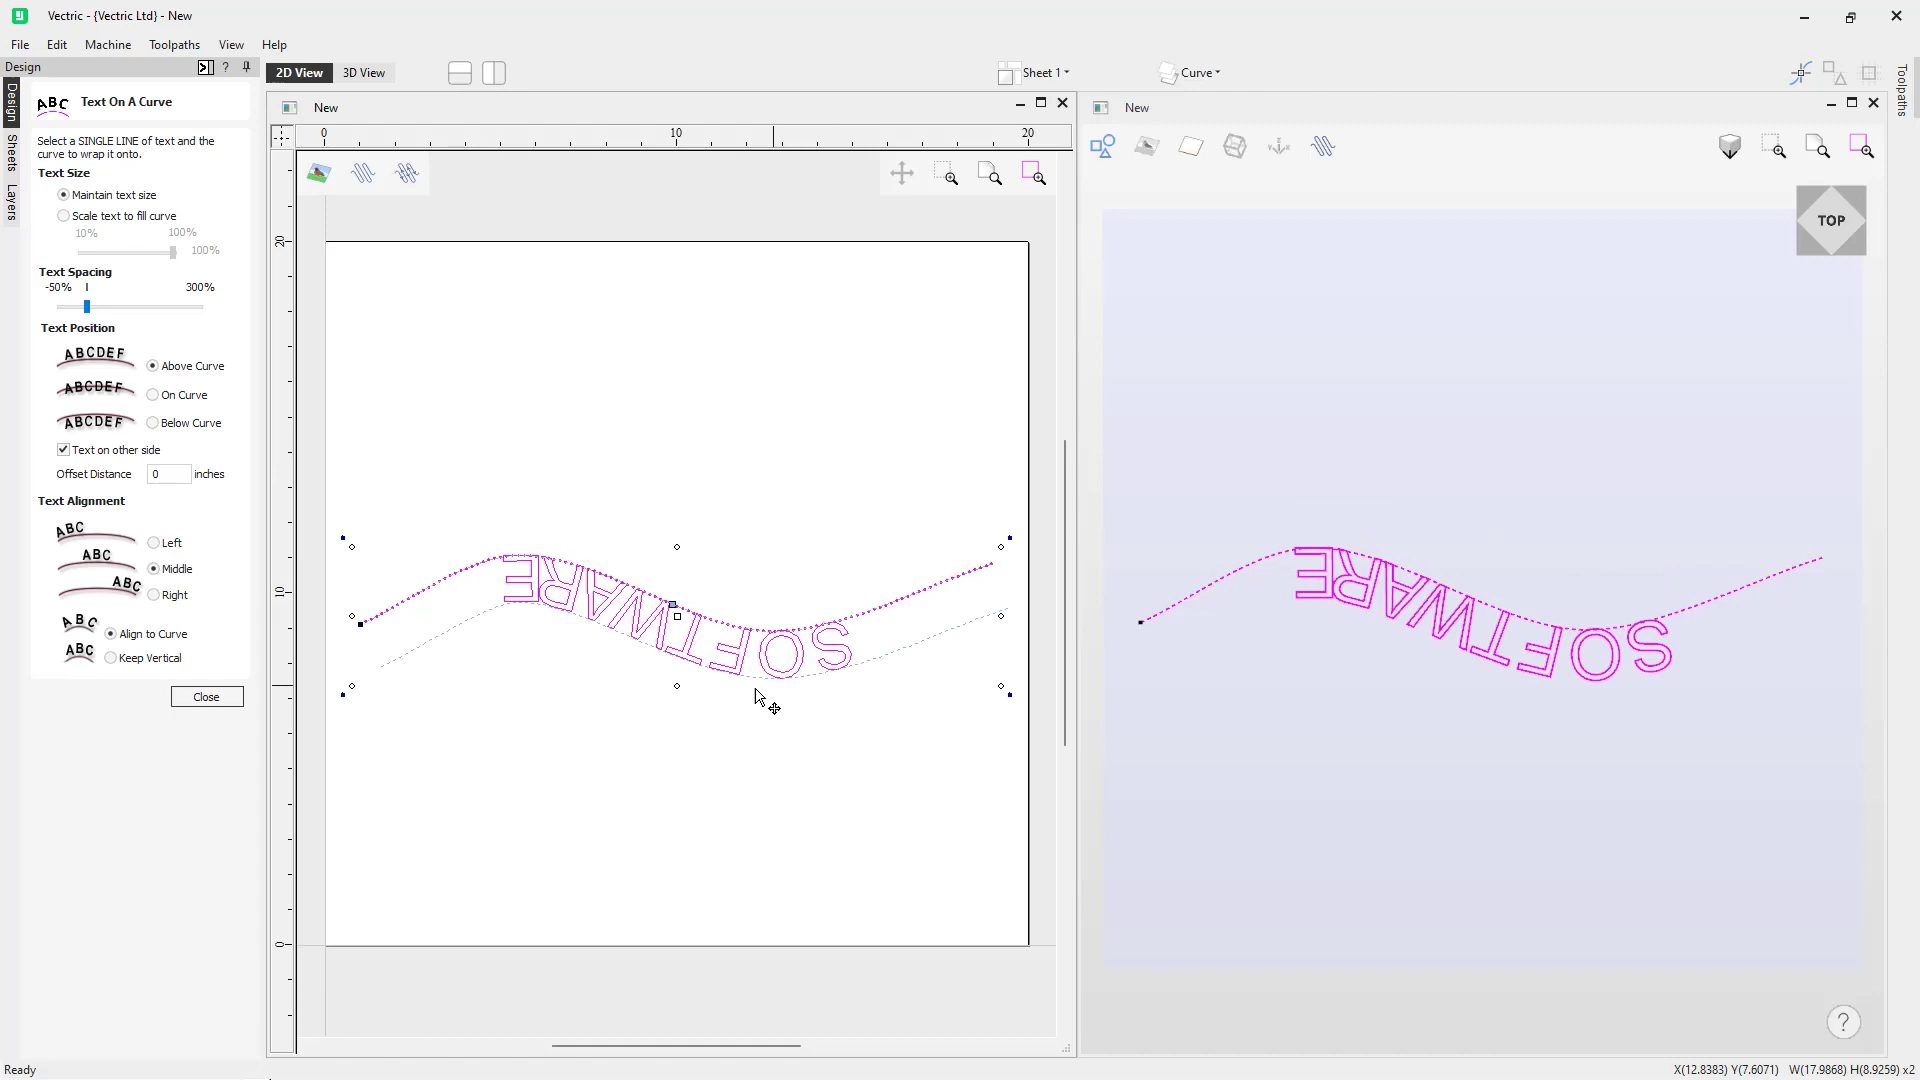 Vectric - {Vectric Ltd} - New
File Edit Machine Toolpaths View Help
Design
2D View 3D View
Sheet 1
Curve
Design
Sheets
Layers
Toolpaths
ABC Text On A Curve
Select a SINGLE LINE of text and the
curve to wrap it onto.
Text Size
Maintain text size
Scale text to fill curve
10% 100%
100%
Text Spacing
-50% 300%
Text Position
ABCDEF Above Curve
ABCDEF On Curve
ABCDEF Below Curve
Text on other side
Offset Distance 0 inches
Text Alignment
ABC Left
ABC Middle
ABC Right
ABC Align to Curve
ABC Keep Vertical
Close
New
0 10 20
20
10
0
SOFTWARE
New
TOP
SOFTWARE
?
Ready
X(12.8383) Y(7.6071) W(17.9868) H(8.9259) x2